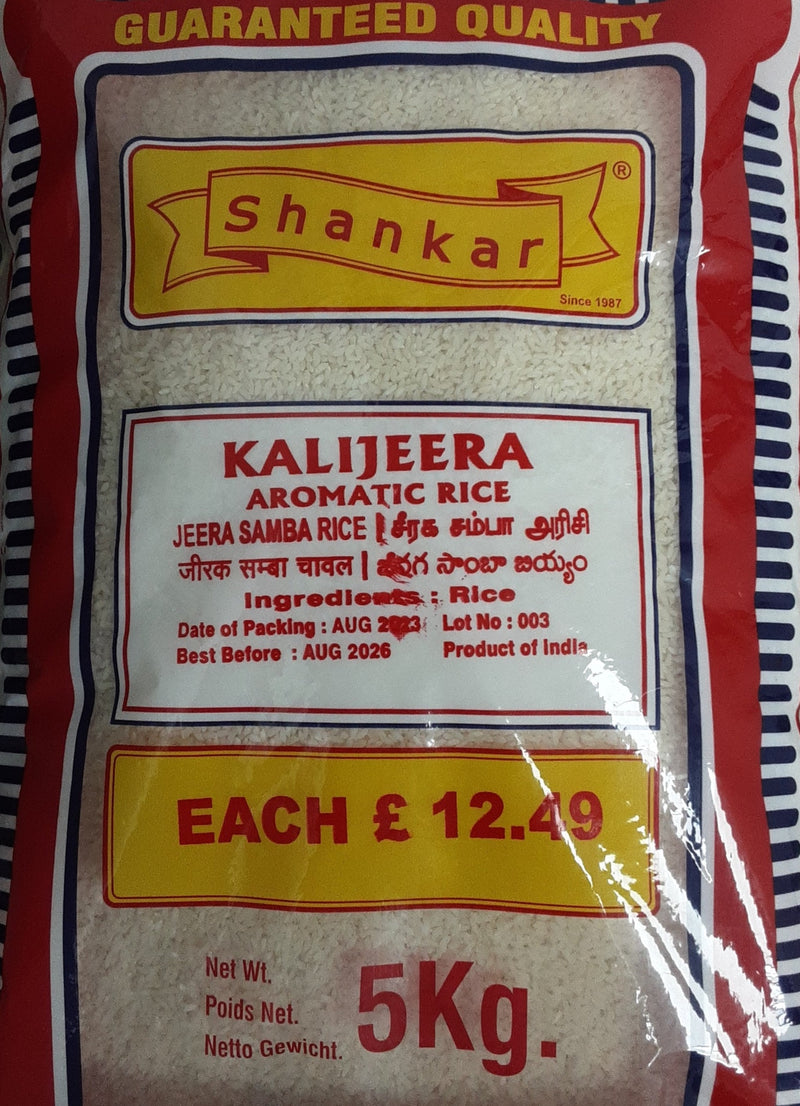 GUARANTEED QUALITY
Shankar®
Since 1987
KALIJEERA
AROMATIC RICE
JEERA SAMBA RICE | சீரக சம்பா அரிசி
जीरक सम्बा चावल | సాంబా బియ్యం
Ingredients : Rice
Date of Packing : AUG 2023 Lot No : 003
Best Before : AUG 2026 Product of India
EACH £ 12.49
Net Wt.
Poids Net.
Netto Gewicht.
5Kg.